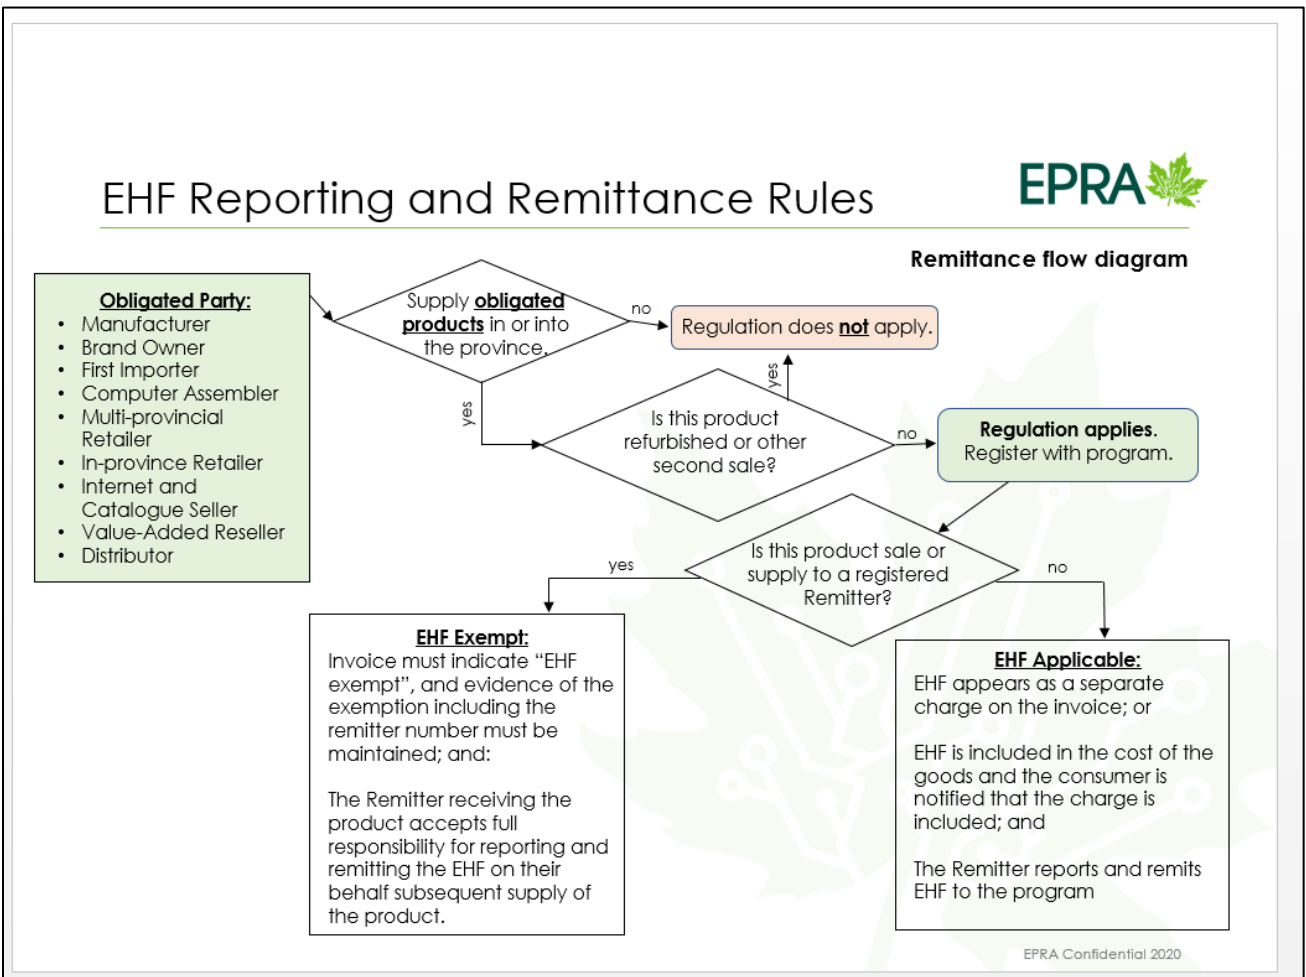 EHF Reporting and Remittance Rules
EPRA
Remittance flow diagram
Obligated Party:
• Manufacturer
• Brand Owner
• First Importer
• Computer Assembler
• Multi-provincial
Retailer
• In-province Retailer
• Internet and
Catalogue Seller
• Value-Added Reseller
• Distributor
Supply obligated
products in or into
the province.
no
Regulation does not apply.
yes
yes
Is this product
refurbished or other
second sale?
no
Regulation applies.
Register with program.
Is this product sale or
supply to a registered
Remitter?
yes
no
EHF Exempt:
Invoice must indicate “EHF
exempt”, and evidence of the
exemption including the
remitter number must be
maintained; and:
The Remitter receiving the
product accepts full
responsibility for reporting and
remitting the EHF on their
behalf subsequent supply of
the product.
EHF Applicable:
EHF appears as a separate
charge on the invoice; or
EHF is included in the cost of the
goods and the consumer is
notified that the charge is
included; and
The Remitter reports and remits
EHF to the program
EPRA Confidential 2020